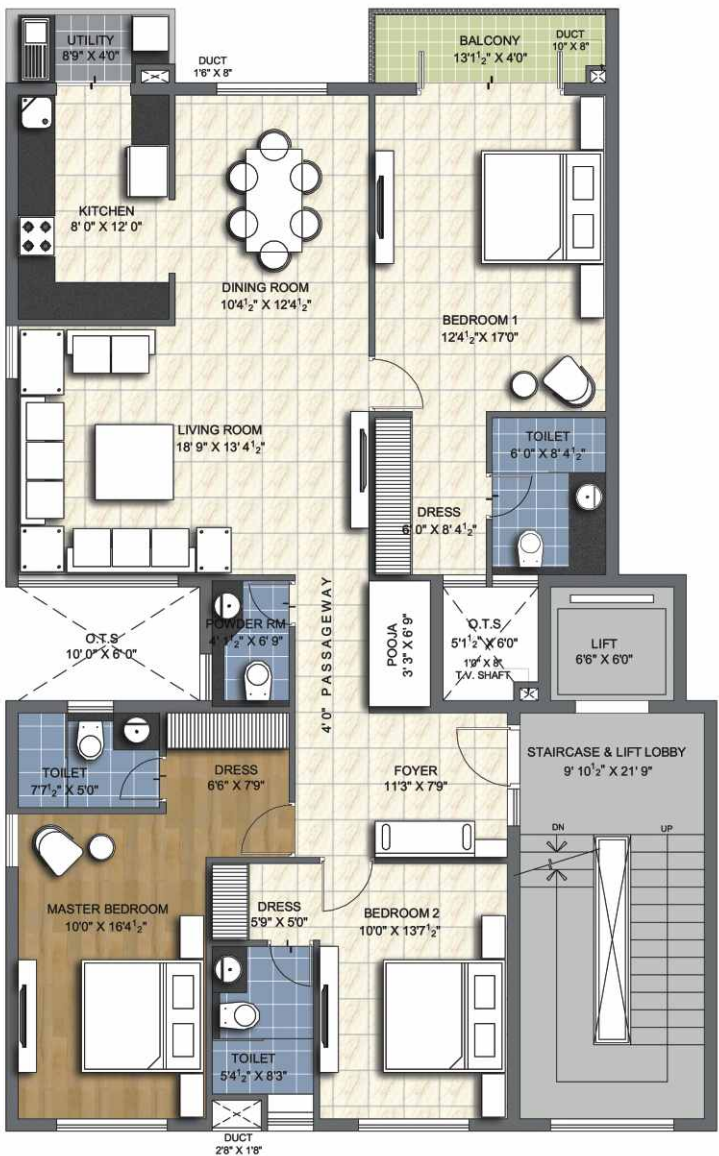 UTILITY
8'9" X 4'0"
DUCT
1'6" X 8"
BALCONY
13'1½" X 4'0"
DUCT
10" X 8"
KITCHEN
8' 0" X 12' 0"
DINING ROOM
10'4½" X 12'4½"
BEDROOM 1
12'4½" X 17'0"
LIVING ROOM
18' 9" X 13' 4½"
TOILET
6' 0" X 8' 4½"
DRESS
6' 0" X 8' 4½"
O.T.S
10' 0" X 6' 0"
POWDER RM
4' 1½" X 6' 9"
4'0" PASSAGEWAY
POOJA
3' 3" X 6' 9"
O.T.S
5'1½" X 6'0"
1'0" X 8"
T.V. SHAFT
LIFT
6'6" X 6'0"
TOILET
7'7½" X 5'0"
DRESS
6'6" X 7'9"
FOYER
11'3" X 7'9"
STAIRCASE & LIFT LOBBY
9' 10½" X 21' 9"
DN
UP
MASTER BEDROOM
10'0" X 16'4½"
DRESS
5'9" X 5'0"
BEDROOM 2
10'0" X 13'7½"
TOILET
5'4½" X 8'3"
DUCT
2'8" X 1'8"